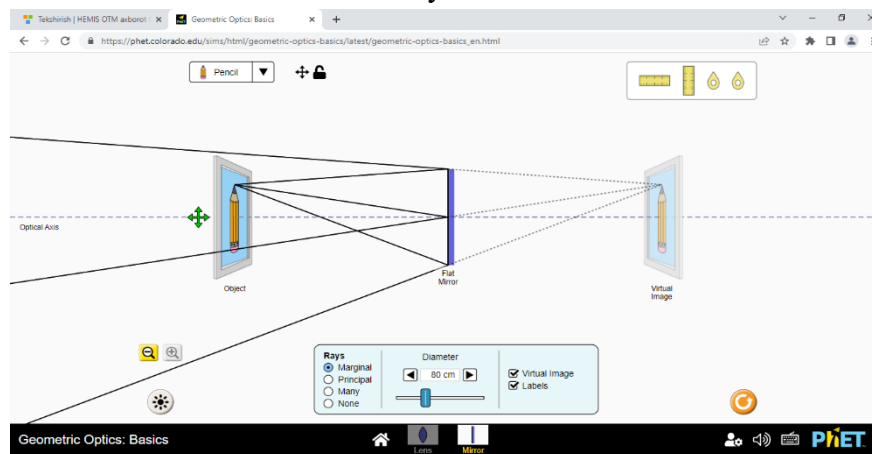 Tekshirish | HEMIS OTM axborot
Geometric Optics: Basics
https://phet.colorado.edu/sims/html/geometric-optics-basics/latest/geometric-optics-basics_en.html
Pencil
Optical Axis
Object
Flat
Mirror
Virtual
Image
Rays
Marginal
Principal
Many
None
Diameter
80 cm
Virtual Image
Labels
Geometric Optics: Basics
Lens
Mirror
PhET